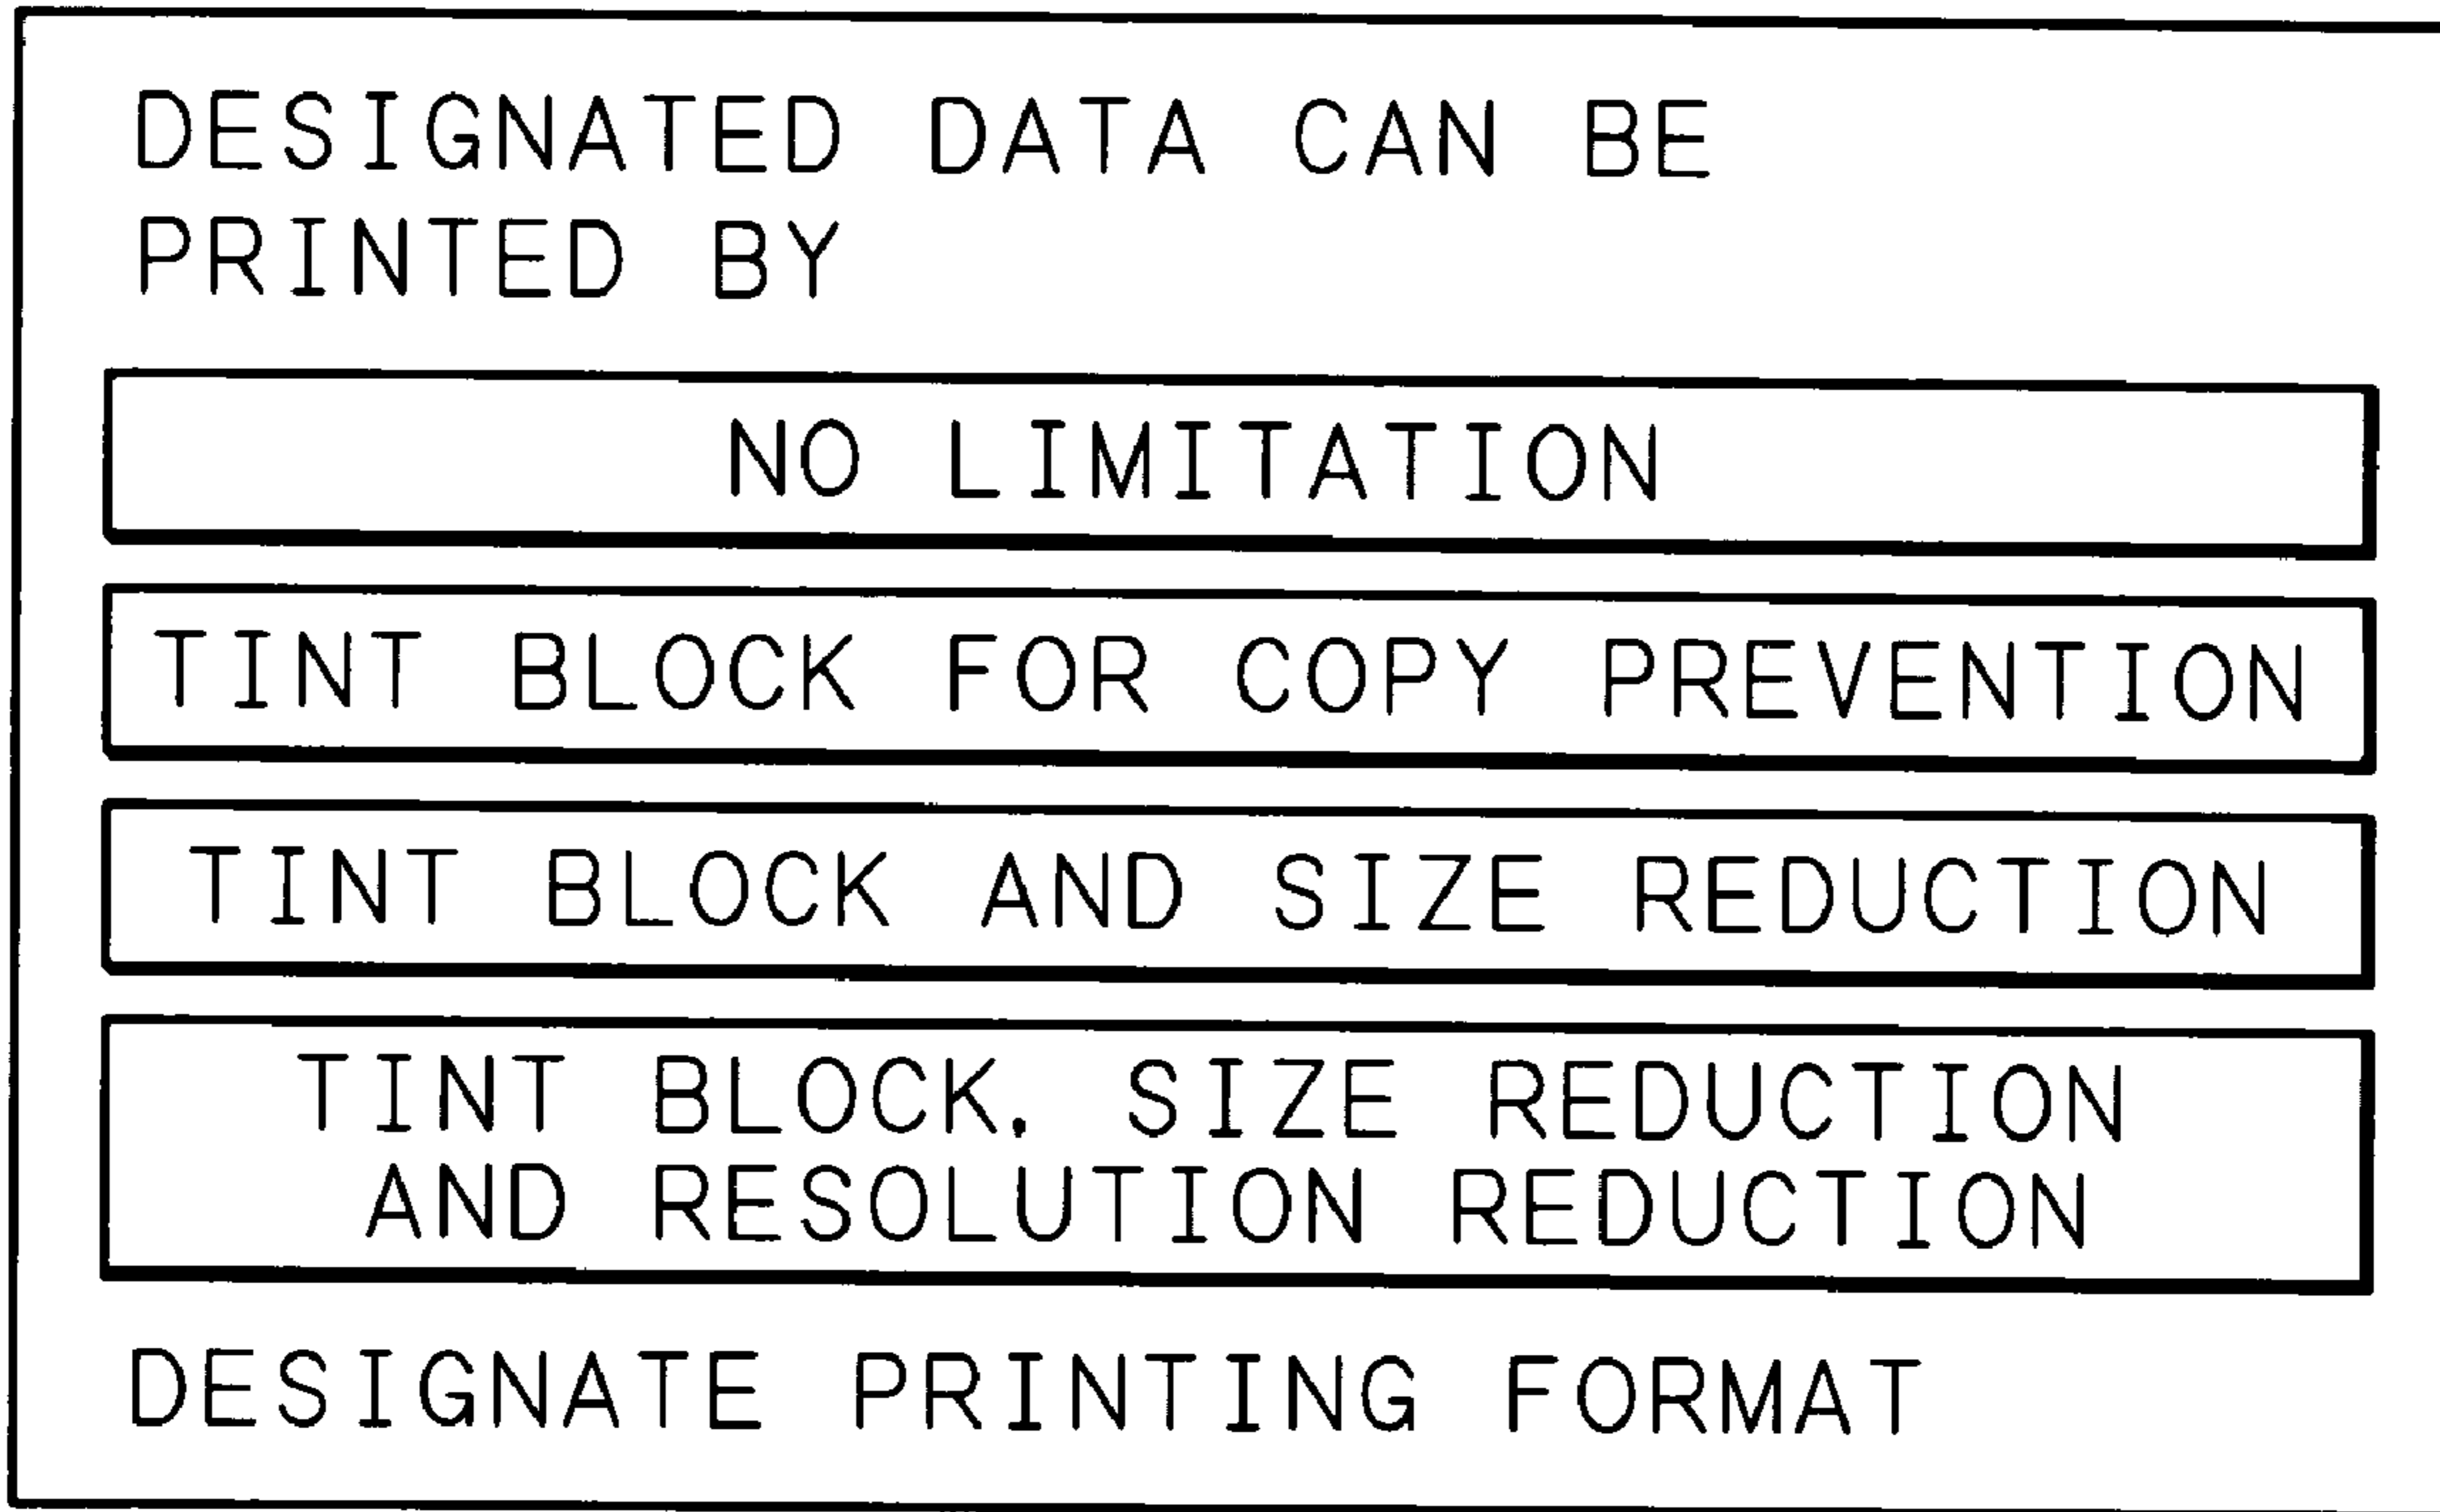 DESIGNATED DATA CAN BE
PRINTED BY
NO LIMITATION
TINT BLOCK FOR COPY PREVENTION
TINT BLOCK AND SIZE REDUCTION
TINT BLOCK, SIZE REDUCTION
AND RESOLUTION REDUCTION
DESIGNATE PRINTING FORMAT